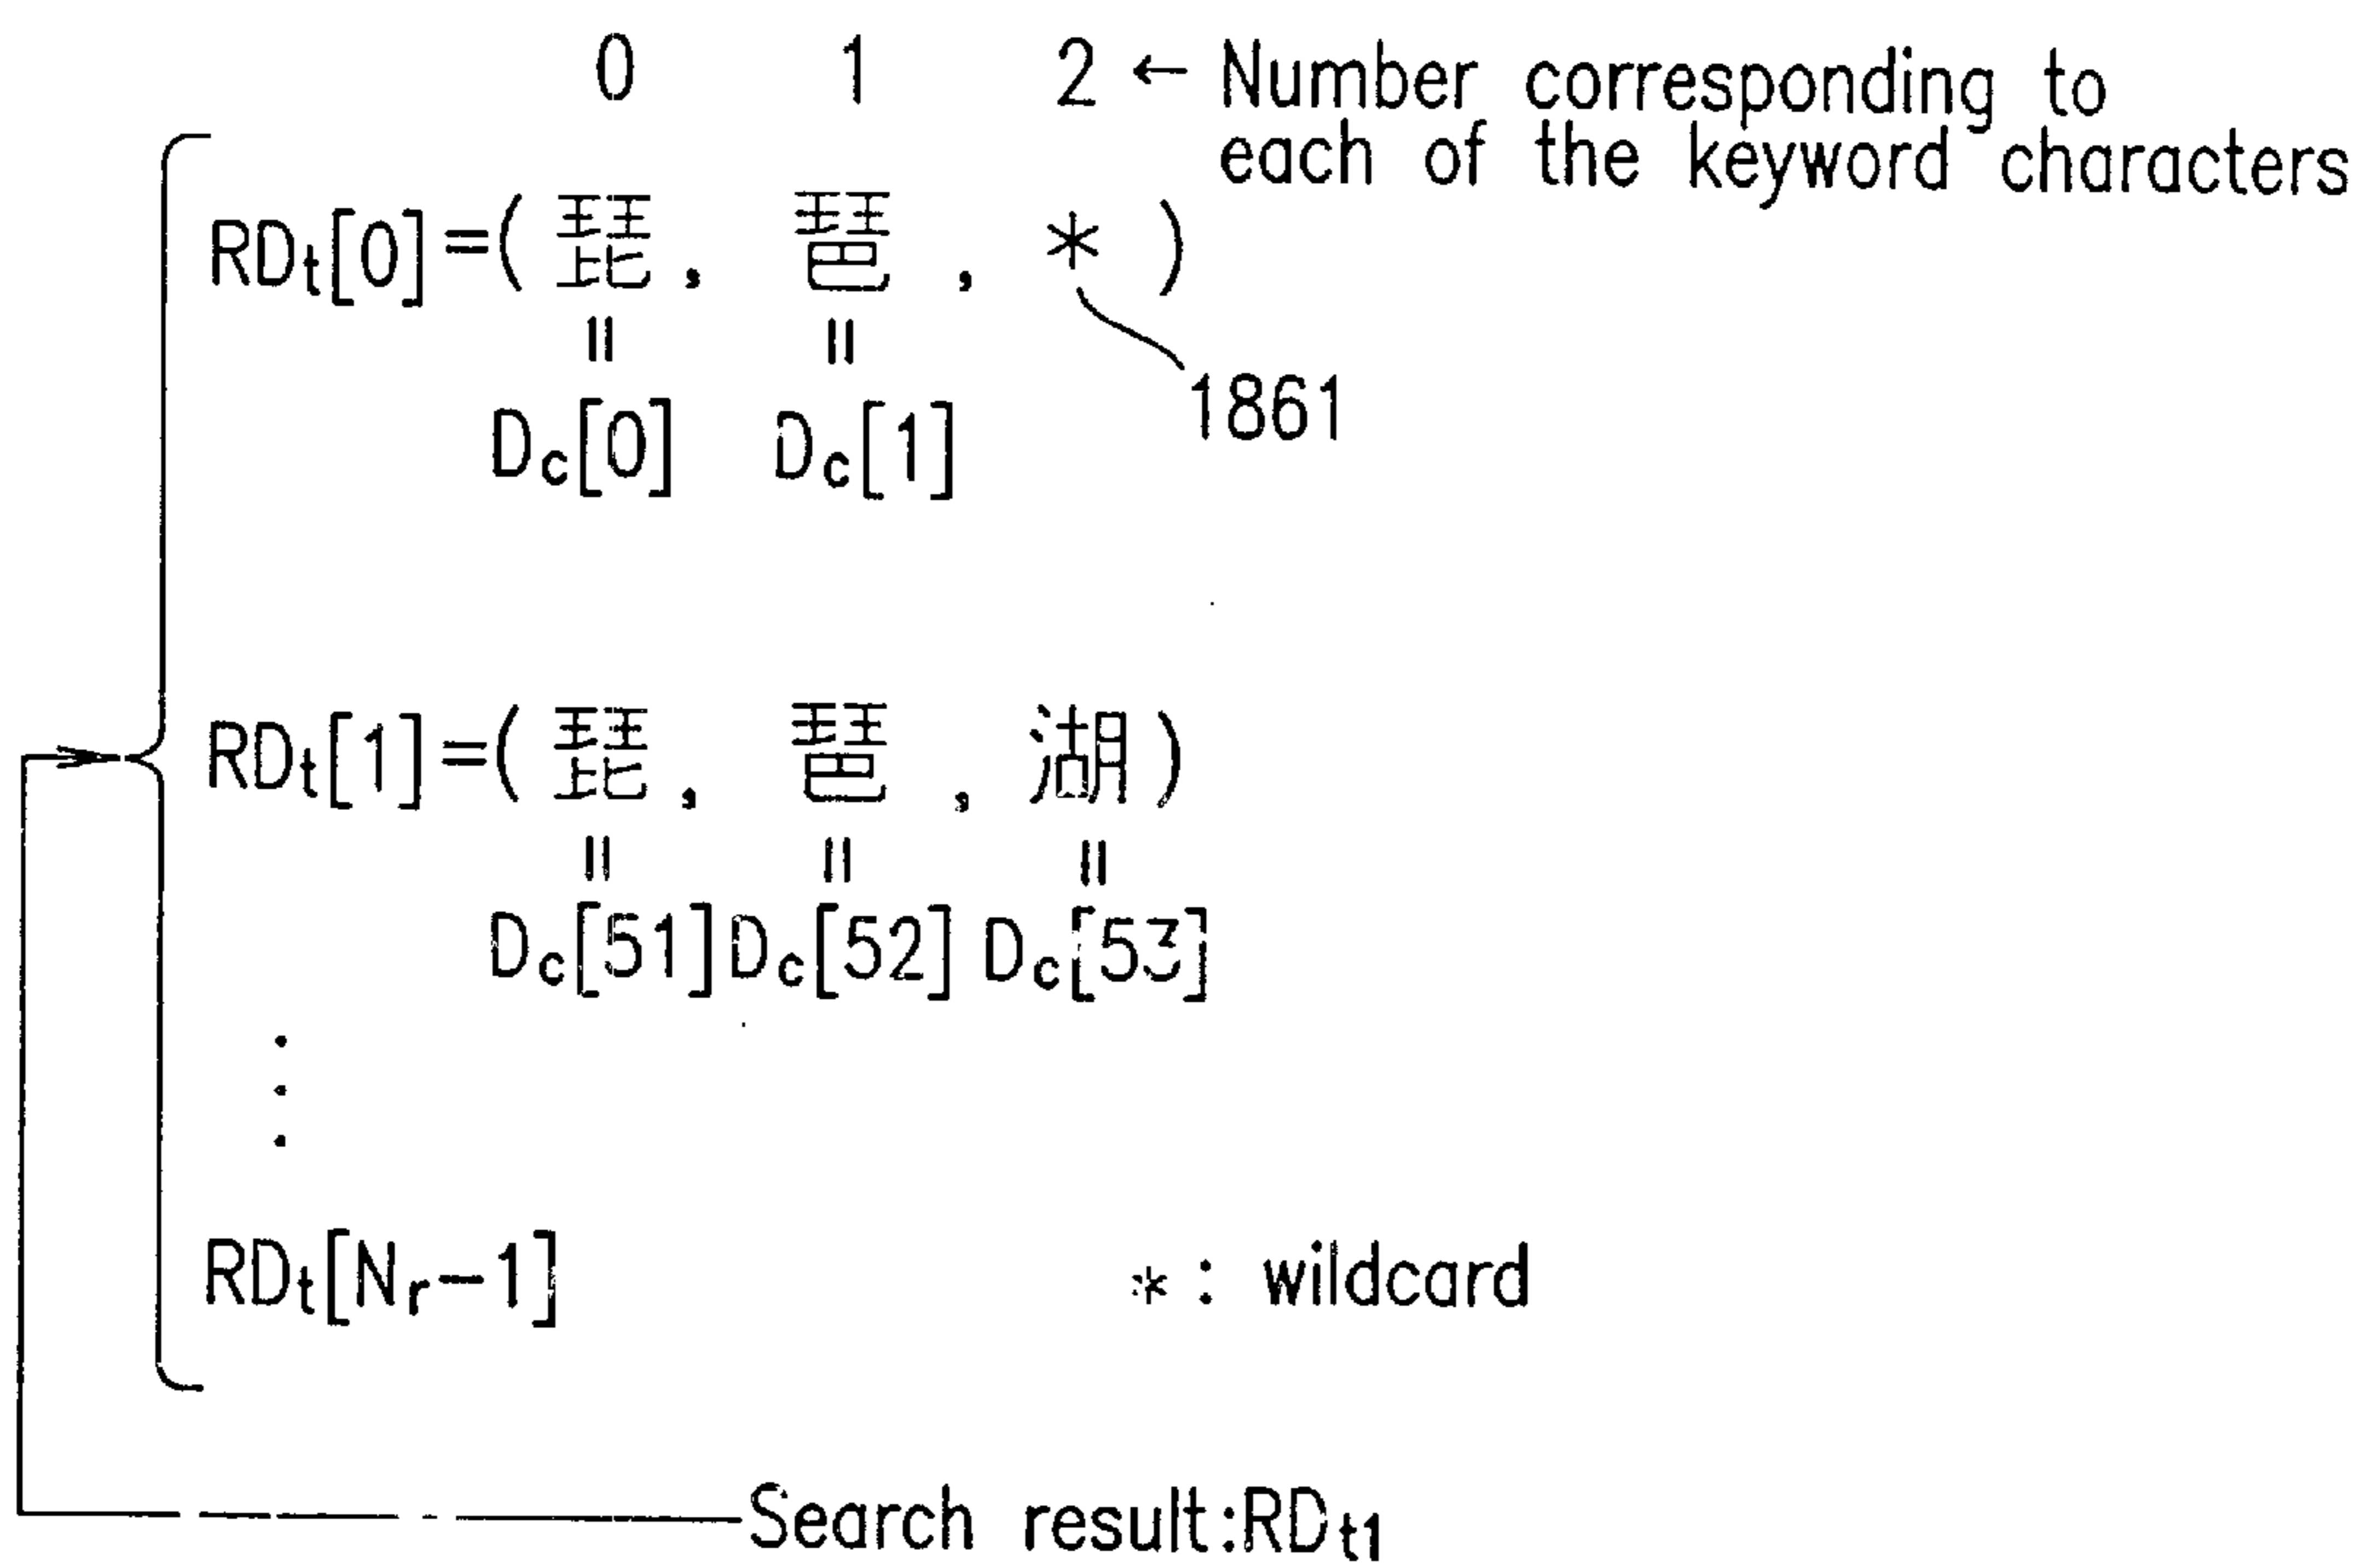 0 1 2 ← Number corresponding to
each of the keyword characters
RDt[0]=( 琵, 琶, * )
= =
1861
Dc[0] Dc[1]
RDt[1]=( 琵, 琶, 湖)
= = =
Dc[51] Dc[52] Dc[53]
RDt[Nr-1] *: wildcard
Search result:RDt1